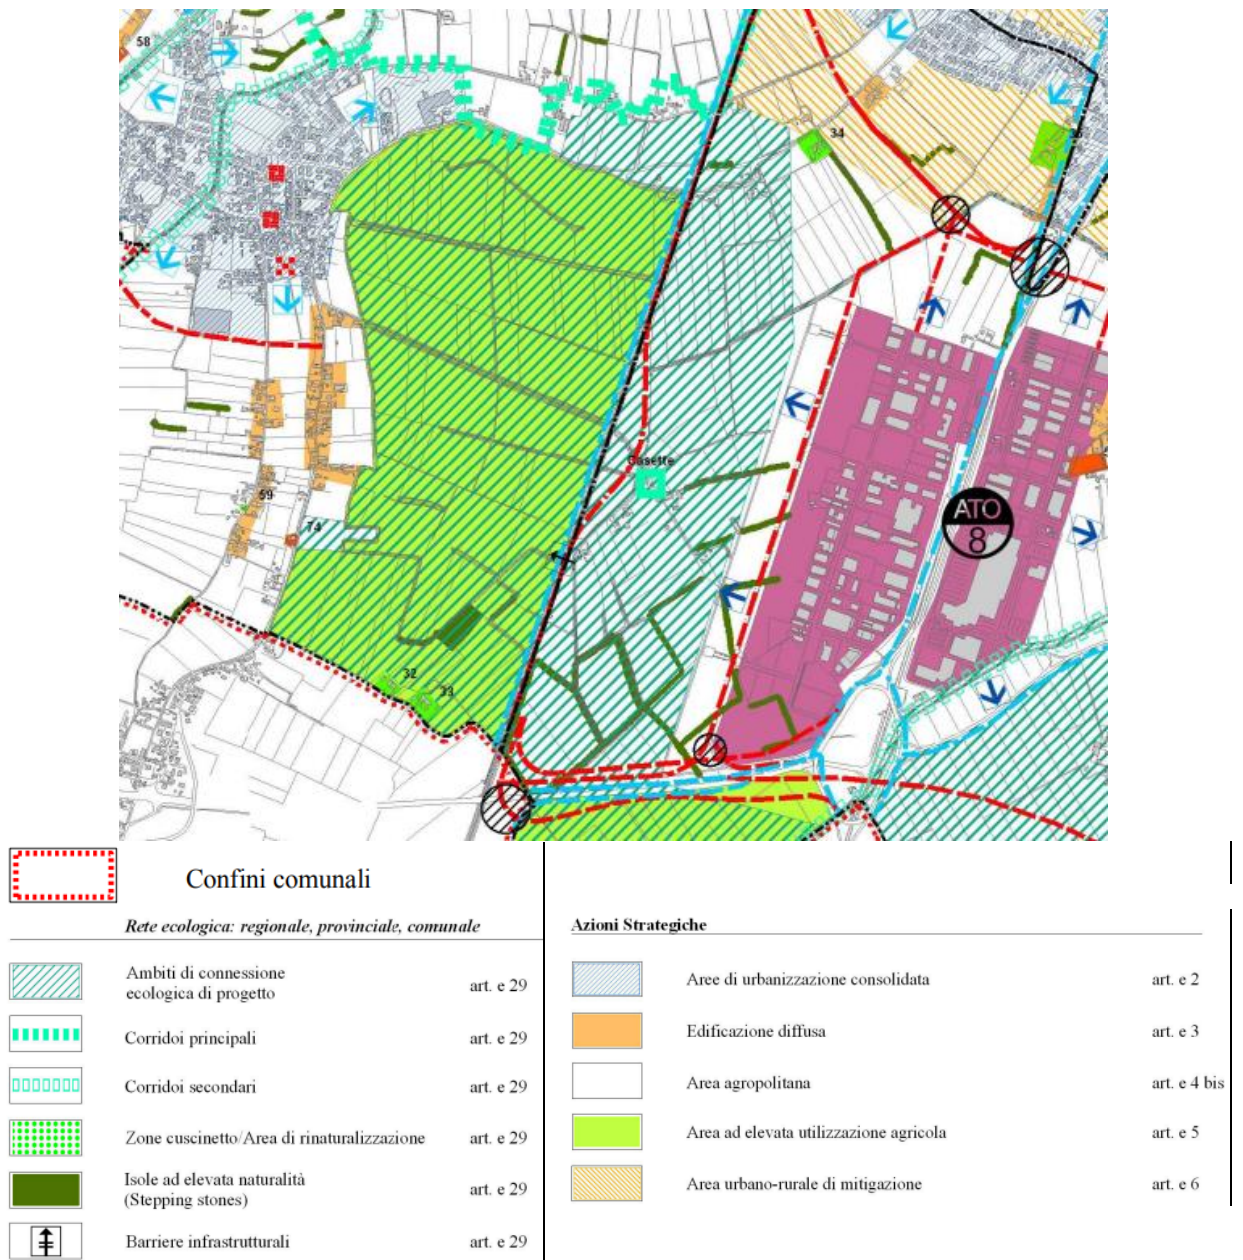 58
34
Casette
59
74
ATO
8
32
33
Confini comunali
Rete ecologica: regionale, provinciale, comunale
Ambiti di connessione
ecologica di progetto art. e 29
Corridoi principali art. e 29
Corridoi secondari art. e 29
Zone cuscinetto/Area di rinaturalizzazione art. e 29
Isole ad elevata naturalità
(Stepping stones) art. e 29
Barriere infrastrutturali art. e 29
Azioni Strategiche
Aree di urbanizzazione consolidata art. e 2
Edificazione diffusa art. e 3
Area agropolitana art. e 4 bis
Area ad elevata utilizzazione agricola art. e 5
Area urbano-rurale di mitigazione art. e 6